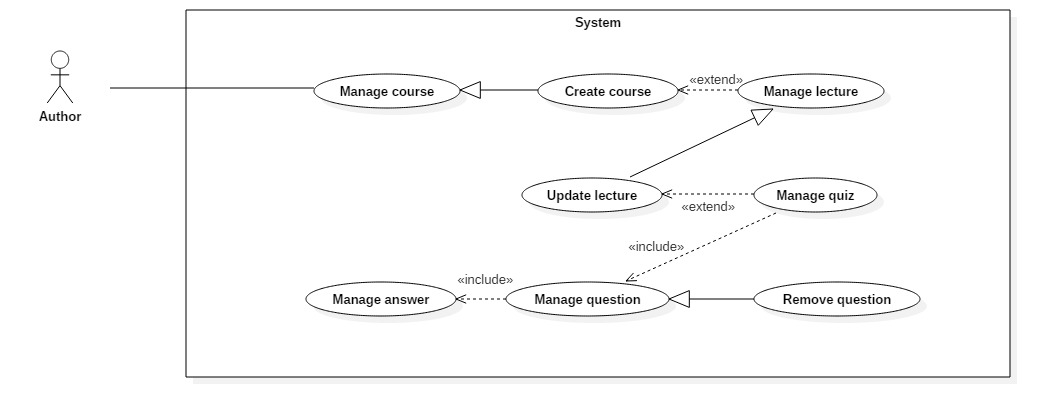 System
Author
Manage course
Create course
«extend»
Manage lecture
Update lecture
«extend»
Manage quiz
«include»
«include»
Manage answer
Manage question
Remove question